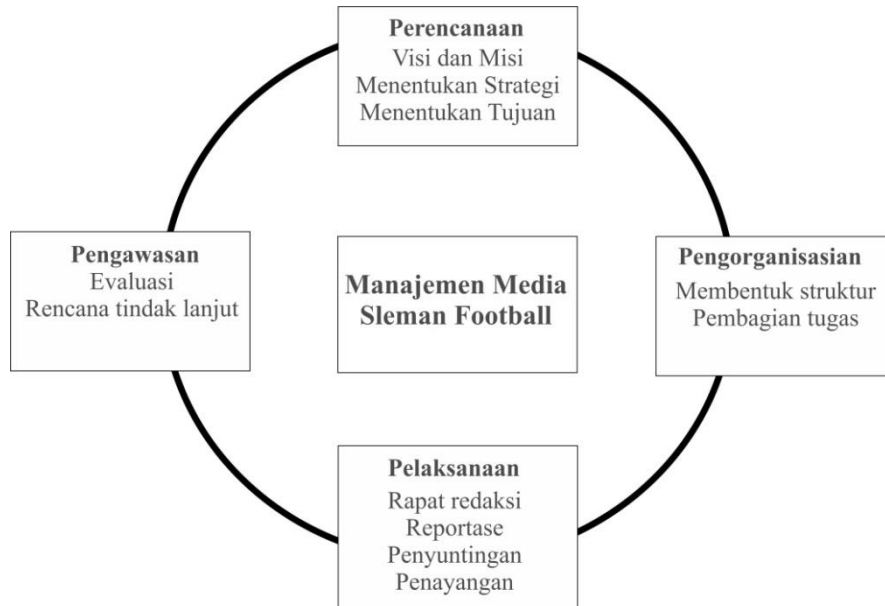 Perencanaan
Visi dan Misi
Menentukan Strategi
Menentukan Tujuan
Pengawasan
Evaluasi
Rencana tindak lanjut
Manajemen Media
Sleman Football
Pengorganisasian
Membentuk struktur
Pembagian tugas
Pelaksanaan
Rapat redaksi
Reportase
Penyuntingan
Penayangan